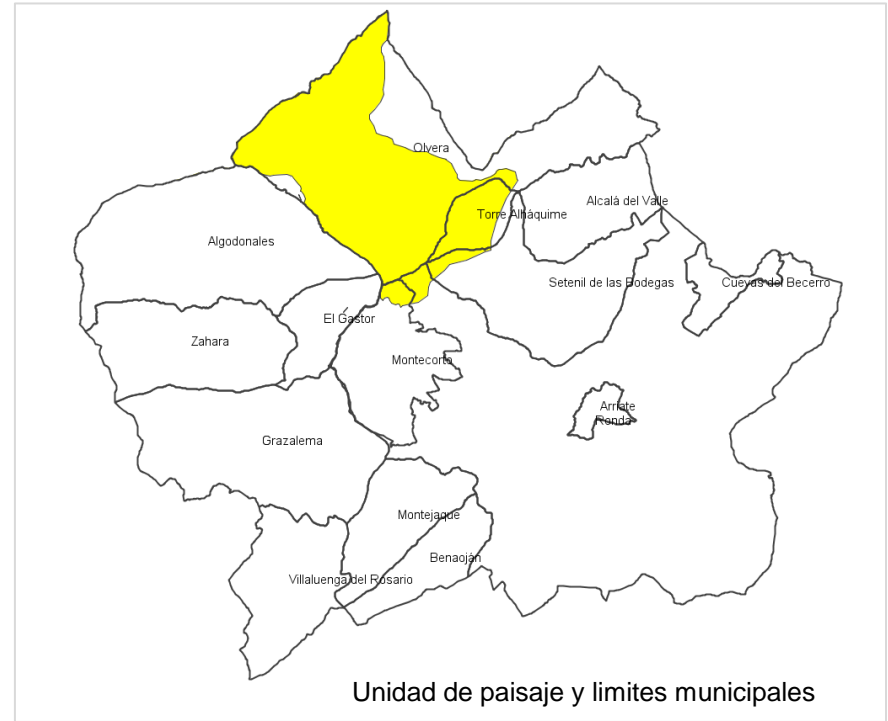 Olvera
Alcalá del Valle
Torre Alháquime
Algodonales
Setenil de las Bodegas
Cuevas del Becerro
El Gastor
Zahara
Montecorto
Arriate
Ronda
Grazalema
Montejaque
Benaoján
Villaluenga del Rosario
Unidad de paisaje y limites municipales